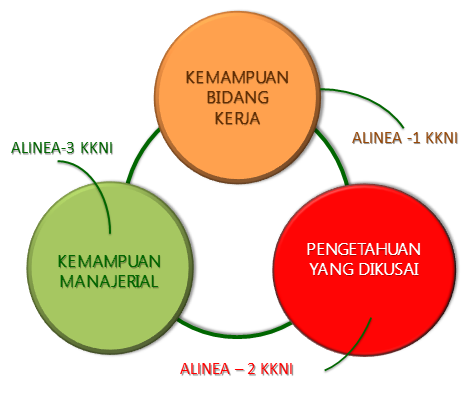 KEMAMPUAN
BIDANG
KERJA
ALINEA -1 KKNI
ALINEA-3 KKNI
KEMAMPUAN
MANAJERIAL
PENGETAHUAN
YANG DIKUSAI
ALINEA – 2 KKNI